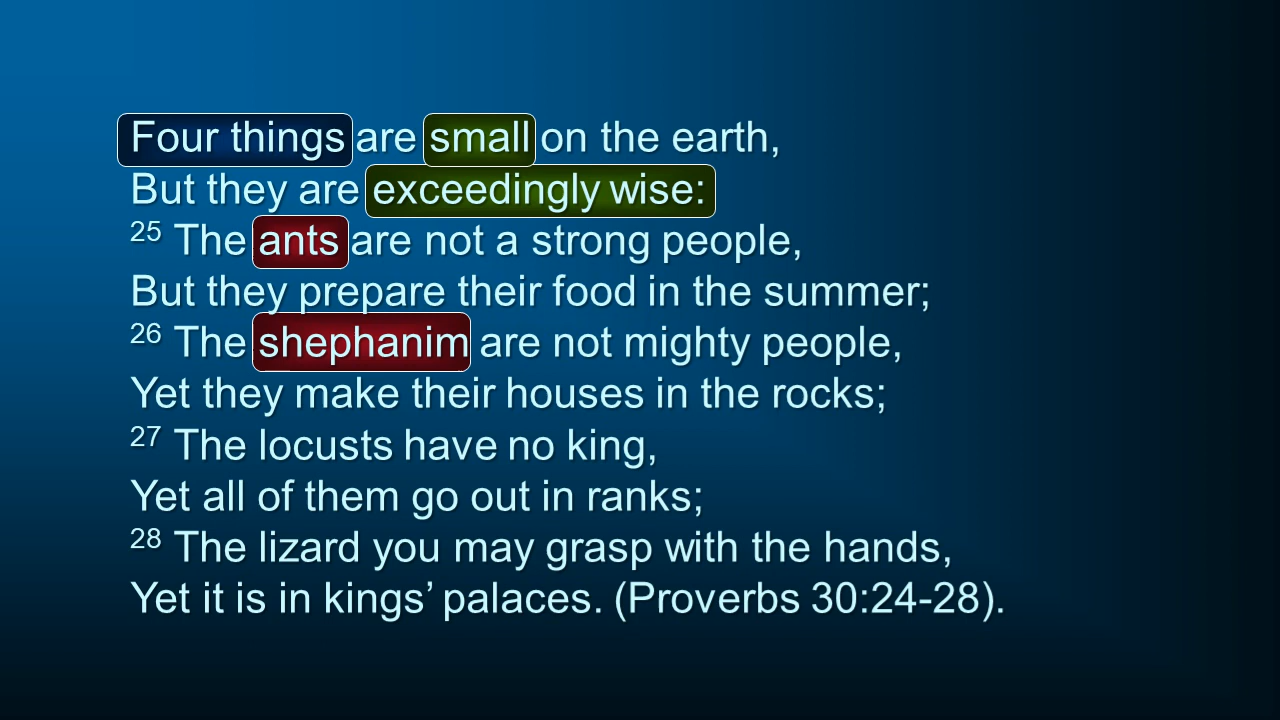 Four things are small on the earth,
But they are exceedingly wise:
25 The ants are not a strong people,
But they prepare their food in the summer;
26 The shephanim are not mighty people,
Yet they make their houses in the rocks;
27 The locusts have no king,
Yet all of them go out in ranks;
28 The lizard you may grasp with the hands,
Yet it is in kings’ palaces. (Proverbs 30:24-28).